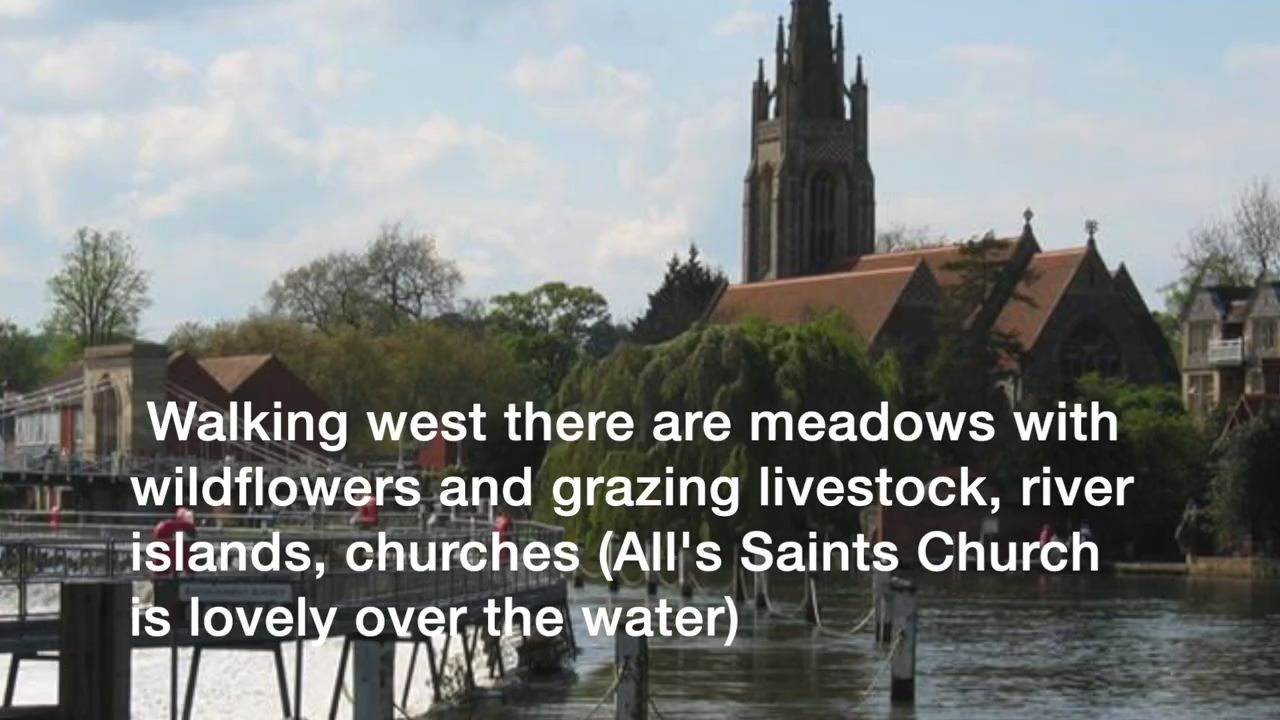 Walking west there are meadows with
wildflowers and grazing livestock, river
islands, churches (All's Saints Church
is lovely over the water)